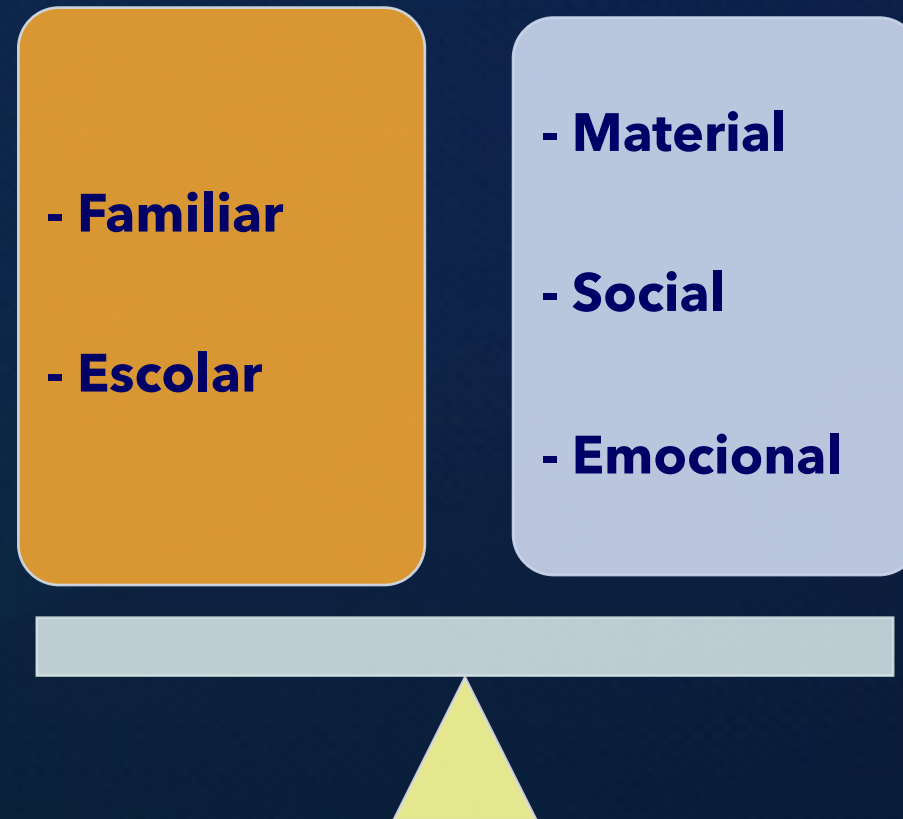 - Familiar
- Escolar
- Material
- Social
- Emocional